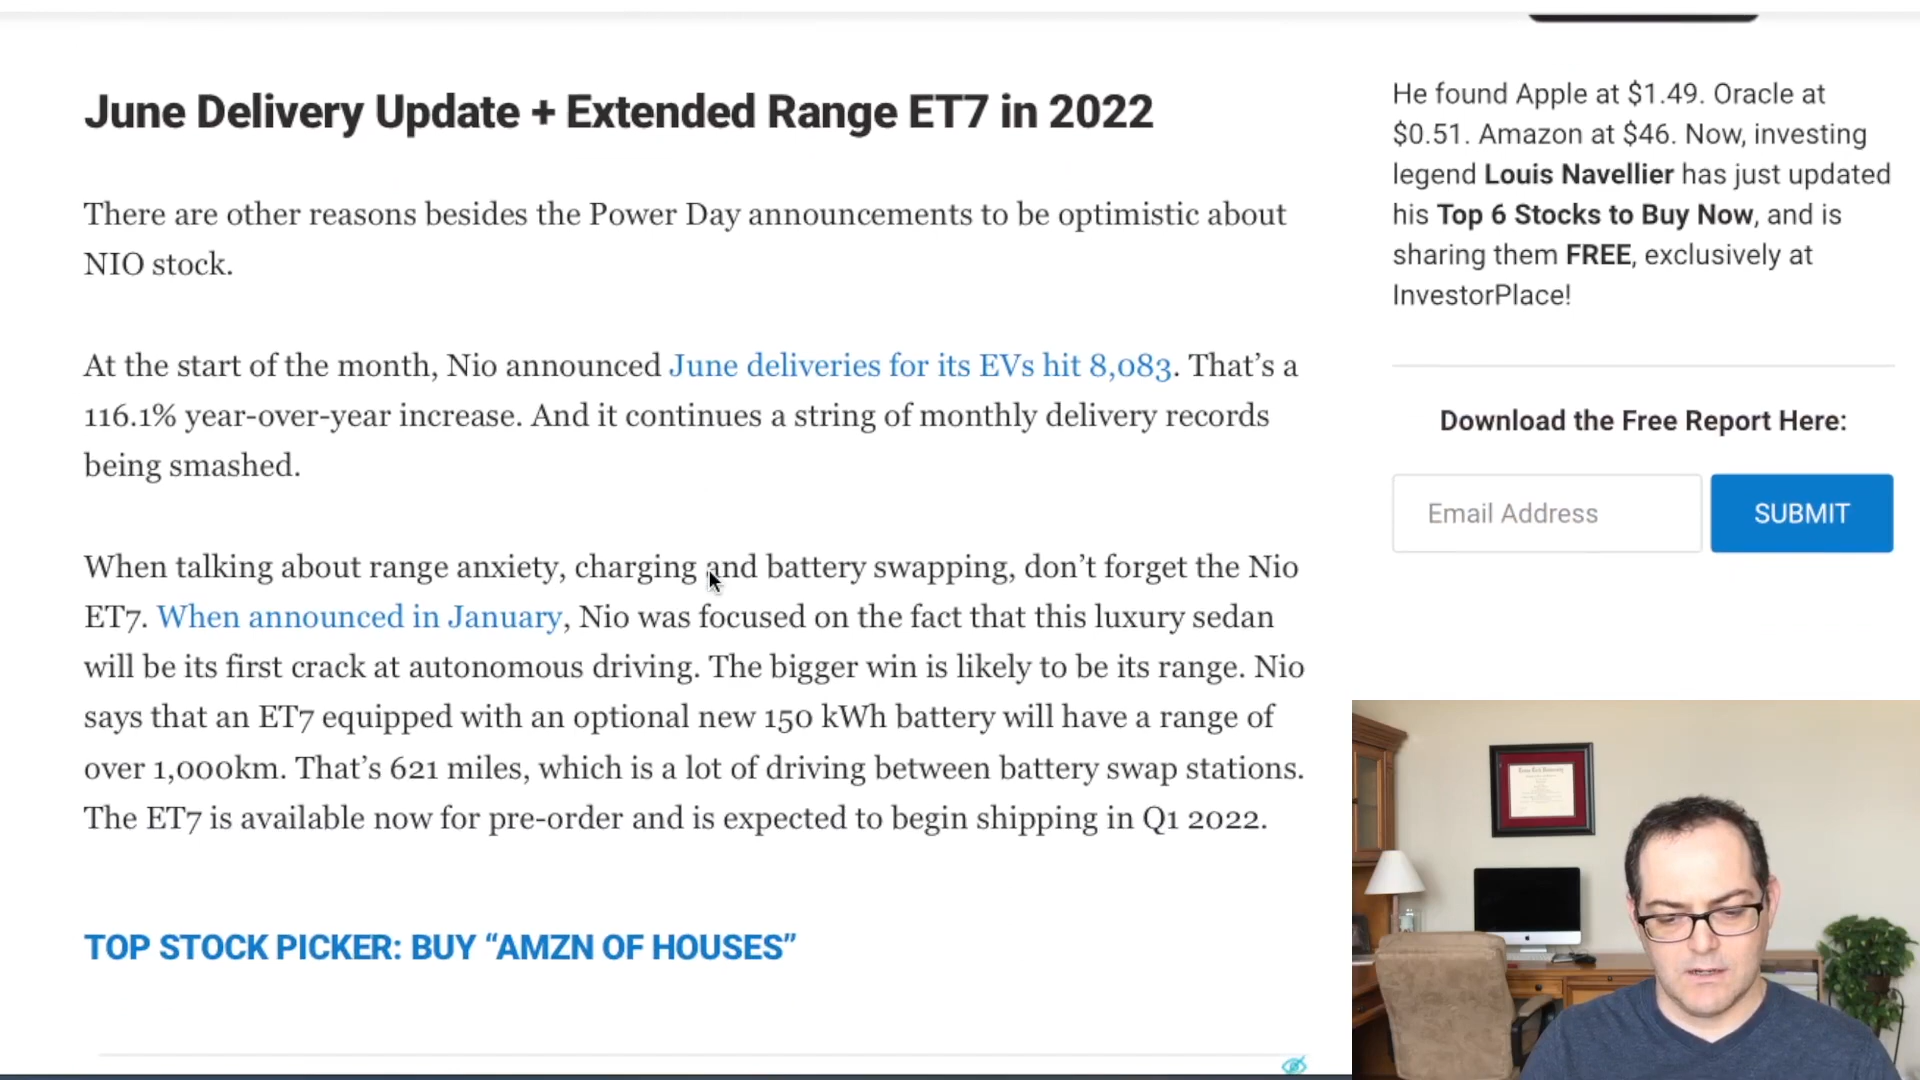 June Delivery Update + Extended Range ET7 in 2022
There are other reasons besides the Power Day announcements to be optimistic about
NIO stock.
At the start of the month, Nio announced June deliveries for its EVs hit 8,083. That’s a
116.1% year-over-year increase. And it continues a string of monthly delivery records
being smashed.
When talking about range anxiety, charging and battery swapping, don’t forget the Nio
ET7. When announced in January, Nio was focused on the fact that this luxury sedan
will be its first crack at autonomous driving. The bigger win is likely to be its range. Nio
says that an ET7 equipped with an optional new 150 kWh battery will have a range of
over 1,000km. That’s 621 miles, which is a lot of driving between battery swap stations.
The ET7 is available now for pre-order and is expected to begin shipping in Q1 2022.
TOP STOCK PICKER: BUY “AMZN OF HOUSES”
He found Apple at $1.49. Oracle at
$0.51. Amazon at $46. Now, investing
legend Louis Navellier has just updated
his Top 6 Stocks to Buy Now, and is
sharing them FREE, exclusively at
InvestorPlace!
Download the Free Report Here:
Email Address
SUBMIT